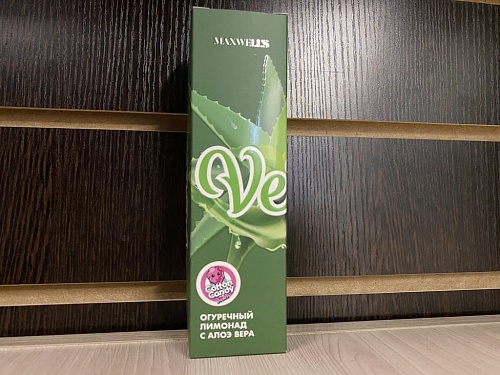 MAXWELLS
Ve
Cotton
Candy
ОГУРЕЧНЫЙ
ЛИМОНАД
С АЛОЭ ВЕРА